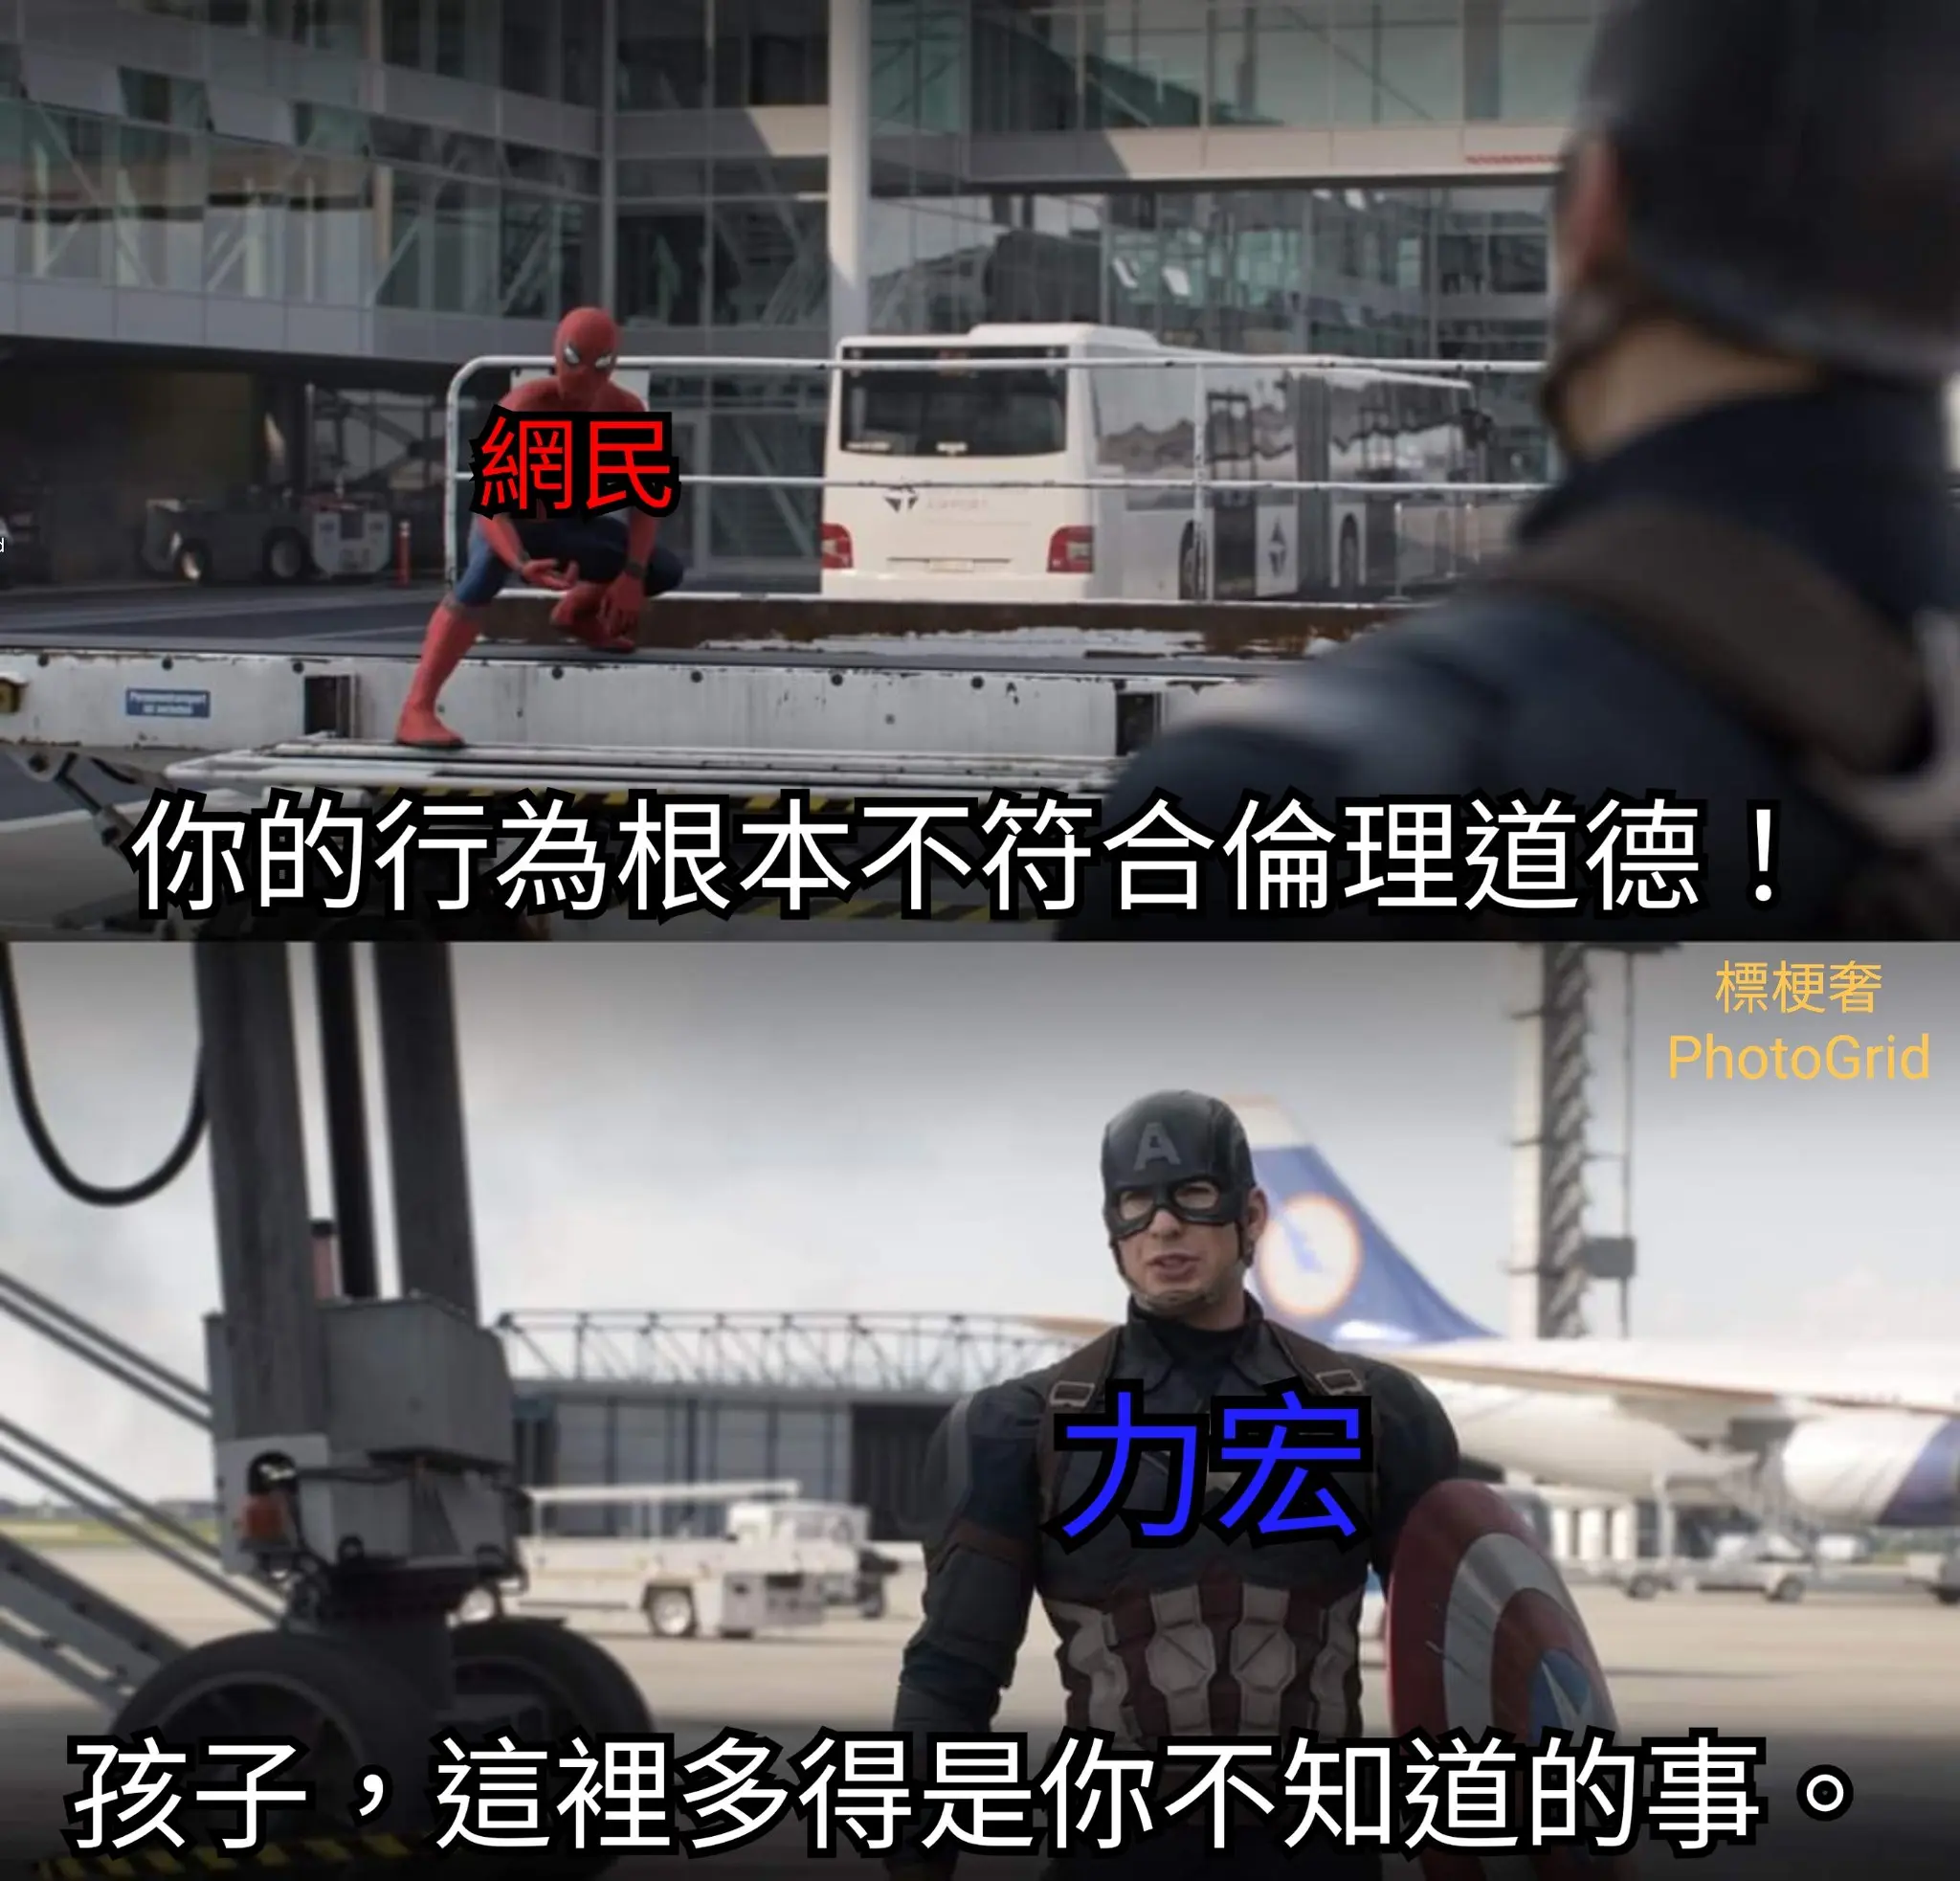 網民
你的行為根本不符合倫理道德！
標梗奢
PhotoGrid
A
力宏
孩子，這裡多得是你不知道的事。